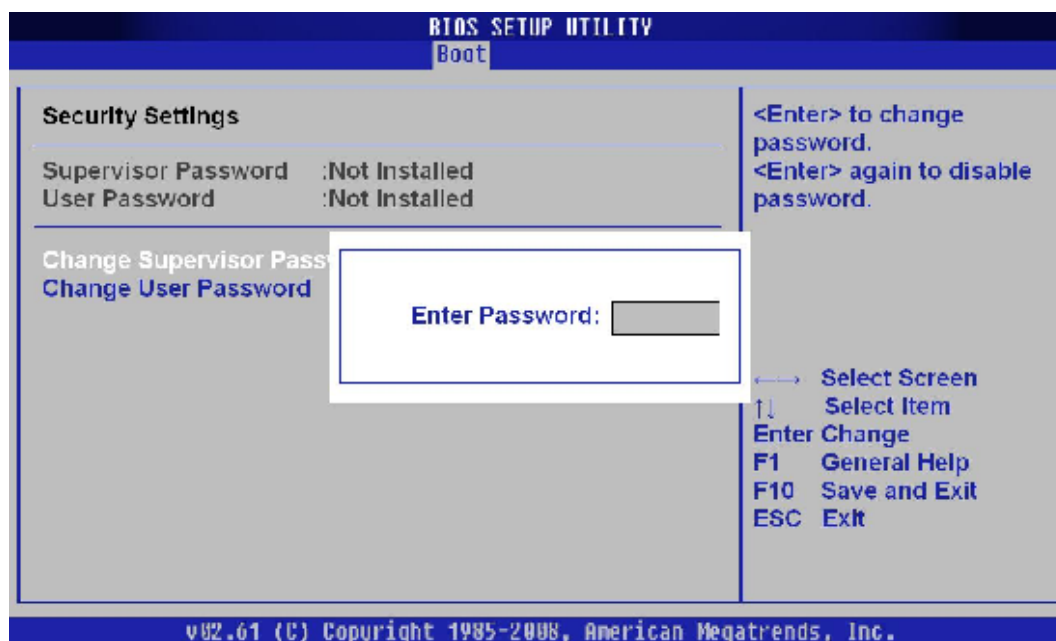 BIOS SETUP UTILITY
Boot
Security Settings
Supervisor Password :Not Installed
User Password :Not Installed
Change Supervisor Pass
Change User Password
Enter Password:
<Enter> to change
password.
<Enter> again to disable
password.
←→ Select Screen
↑↓ Select Item
Enter Change
F1 General Help
F10 Save and Exit
ESC Exit
v02.61 (C) Copyright 1985-2008, American Megatrends, Inc.